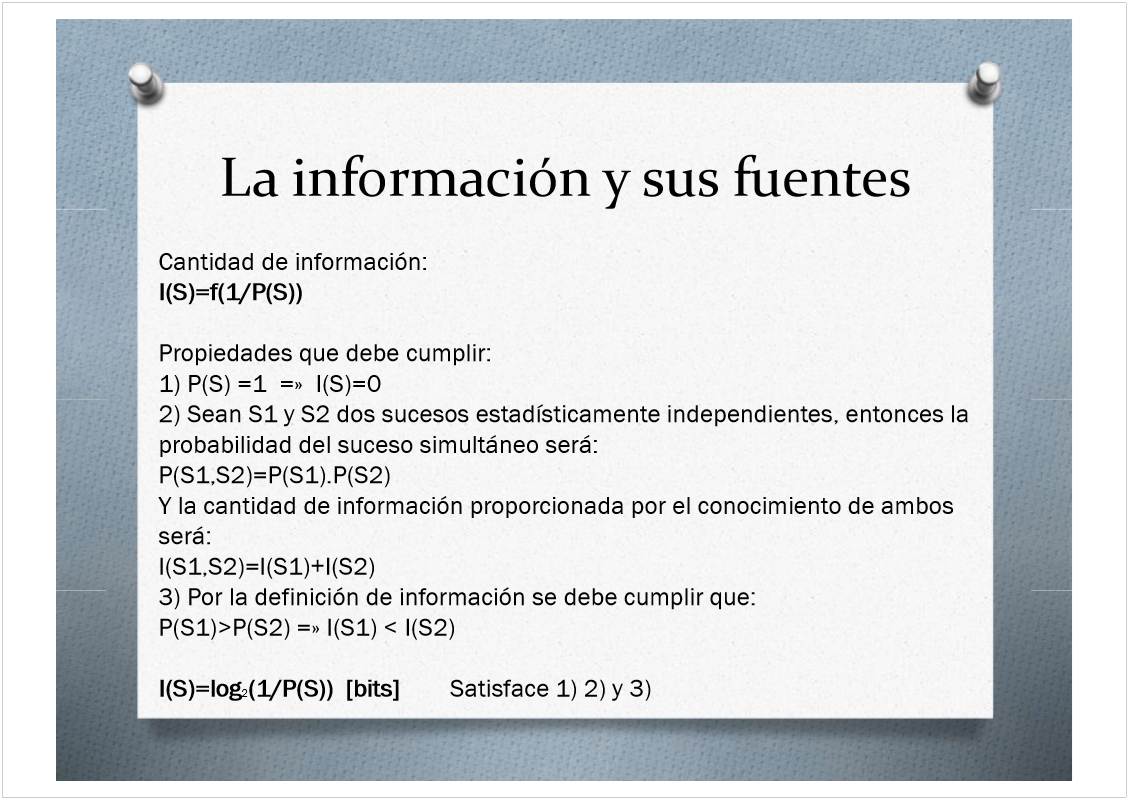 La información y sus fuentes
Cantidad de información:
I(S)=f(1/P(S))
Propiedades que debe cumplir:
1) P(S) =1 =» I(S)=0
2) Sean S1 y S2 dos sucesos estadísticamente independientes, entonces la
probabilidad del suceso simultáneo será:
P(S1,S2)=P(S1).P(S2)
Y la cantidad de información proporcionada por el conocimiento de ambos
será:
I(S1,S2)=I(S1)+I(S2)
3) Por la definición de información se debe cumplir que:
P(S1)>P(S2) =» I(S1) < I(S2)
I(S)=log₂(1/P(S)) [bits] Satisface 1) 2) y 3)